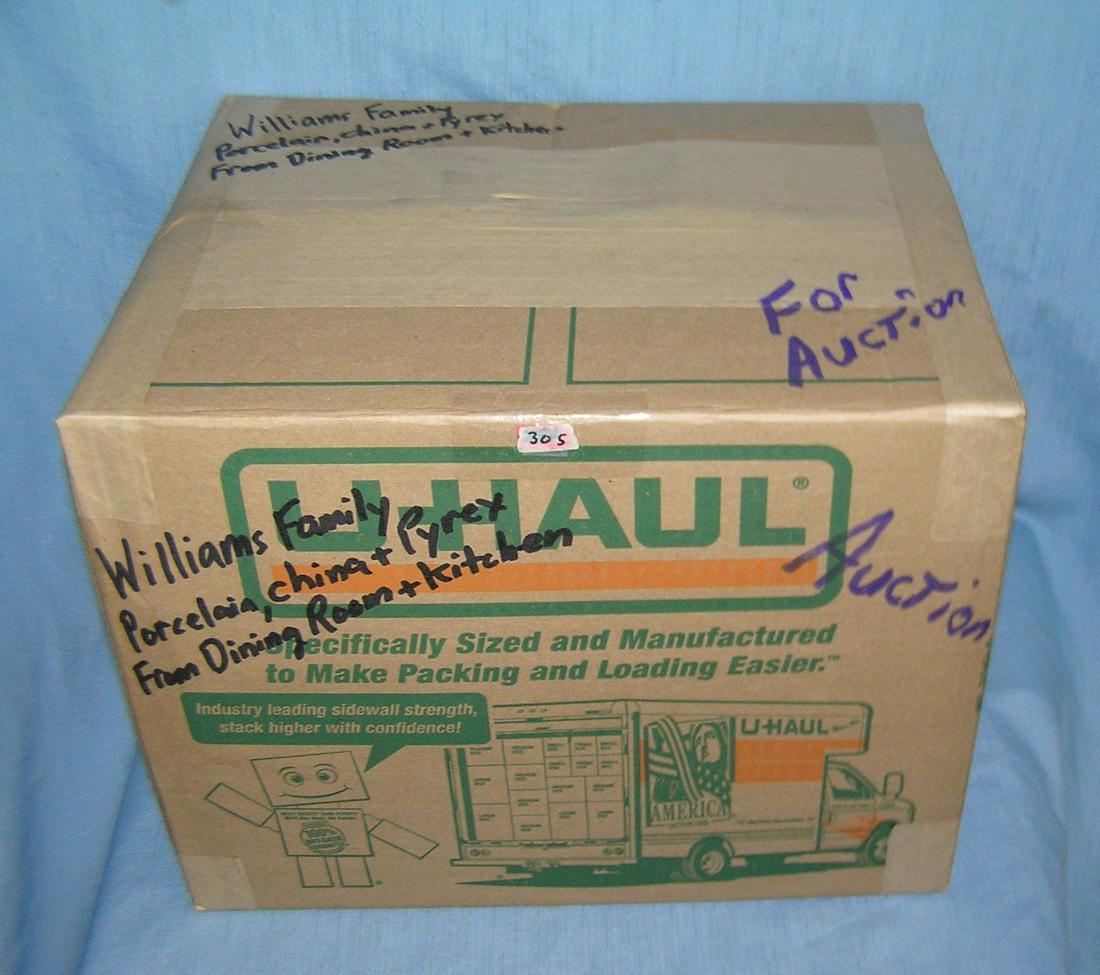 Williams Family
Porcelain, china + Pyrex
From Dining Room + Kitchen
For
Auction
305
U-HAUL®
Williams Family
Porcelain, china + Pyrex
From Dining Room + Kitchen
Auction
Specifically Sized and Manufactured
to Make Packing and Loading Easier.™
Industry leading sidewall strength,
stack higher with confidence!
U-HAUL
AMERICA
100%